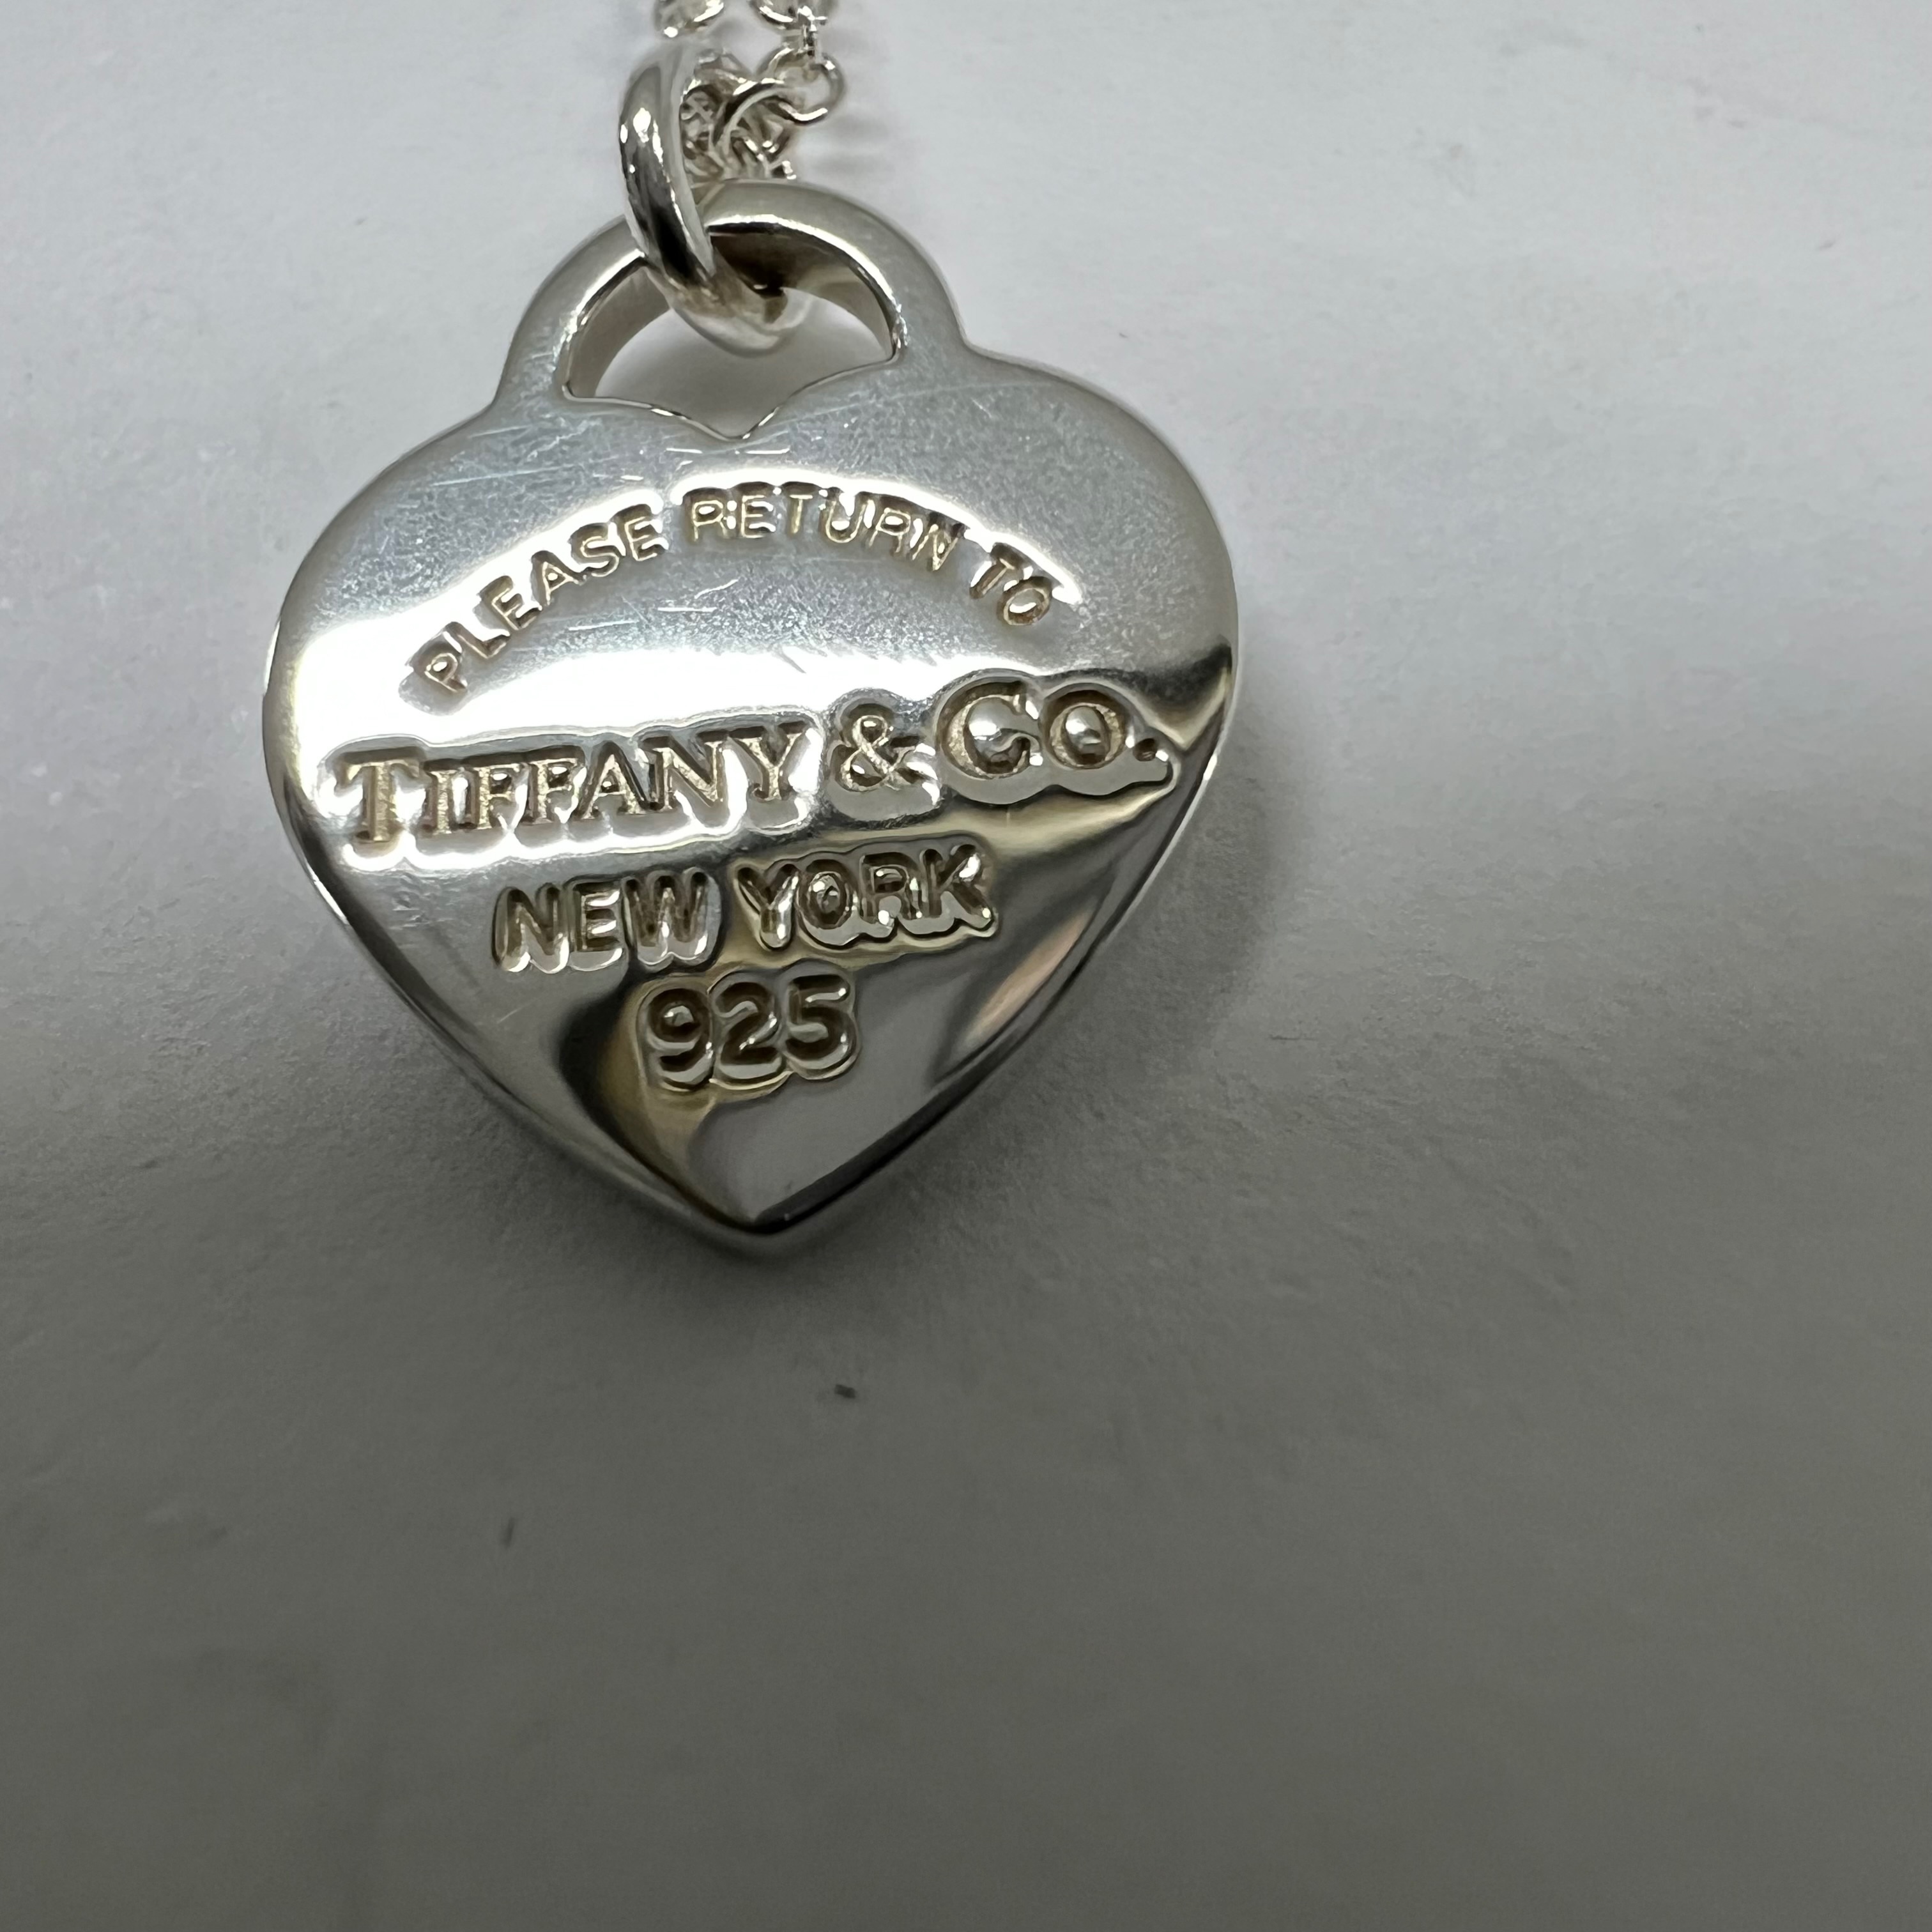 PLEASE RETURN TO
TIFFANY & CO.
NEW YORK
925